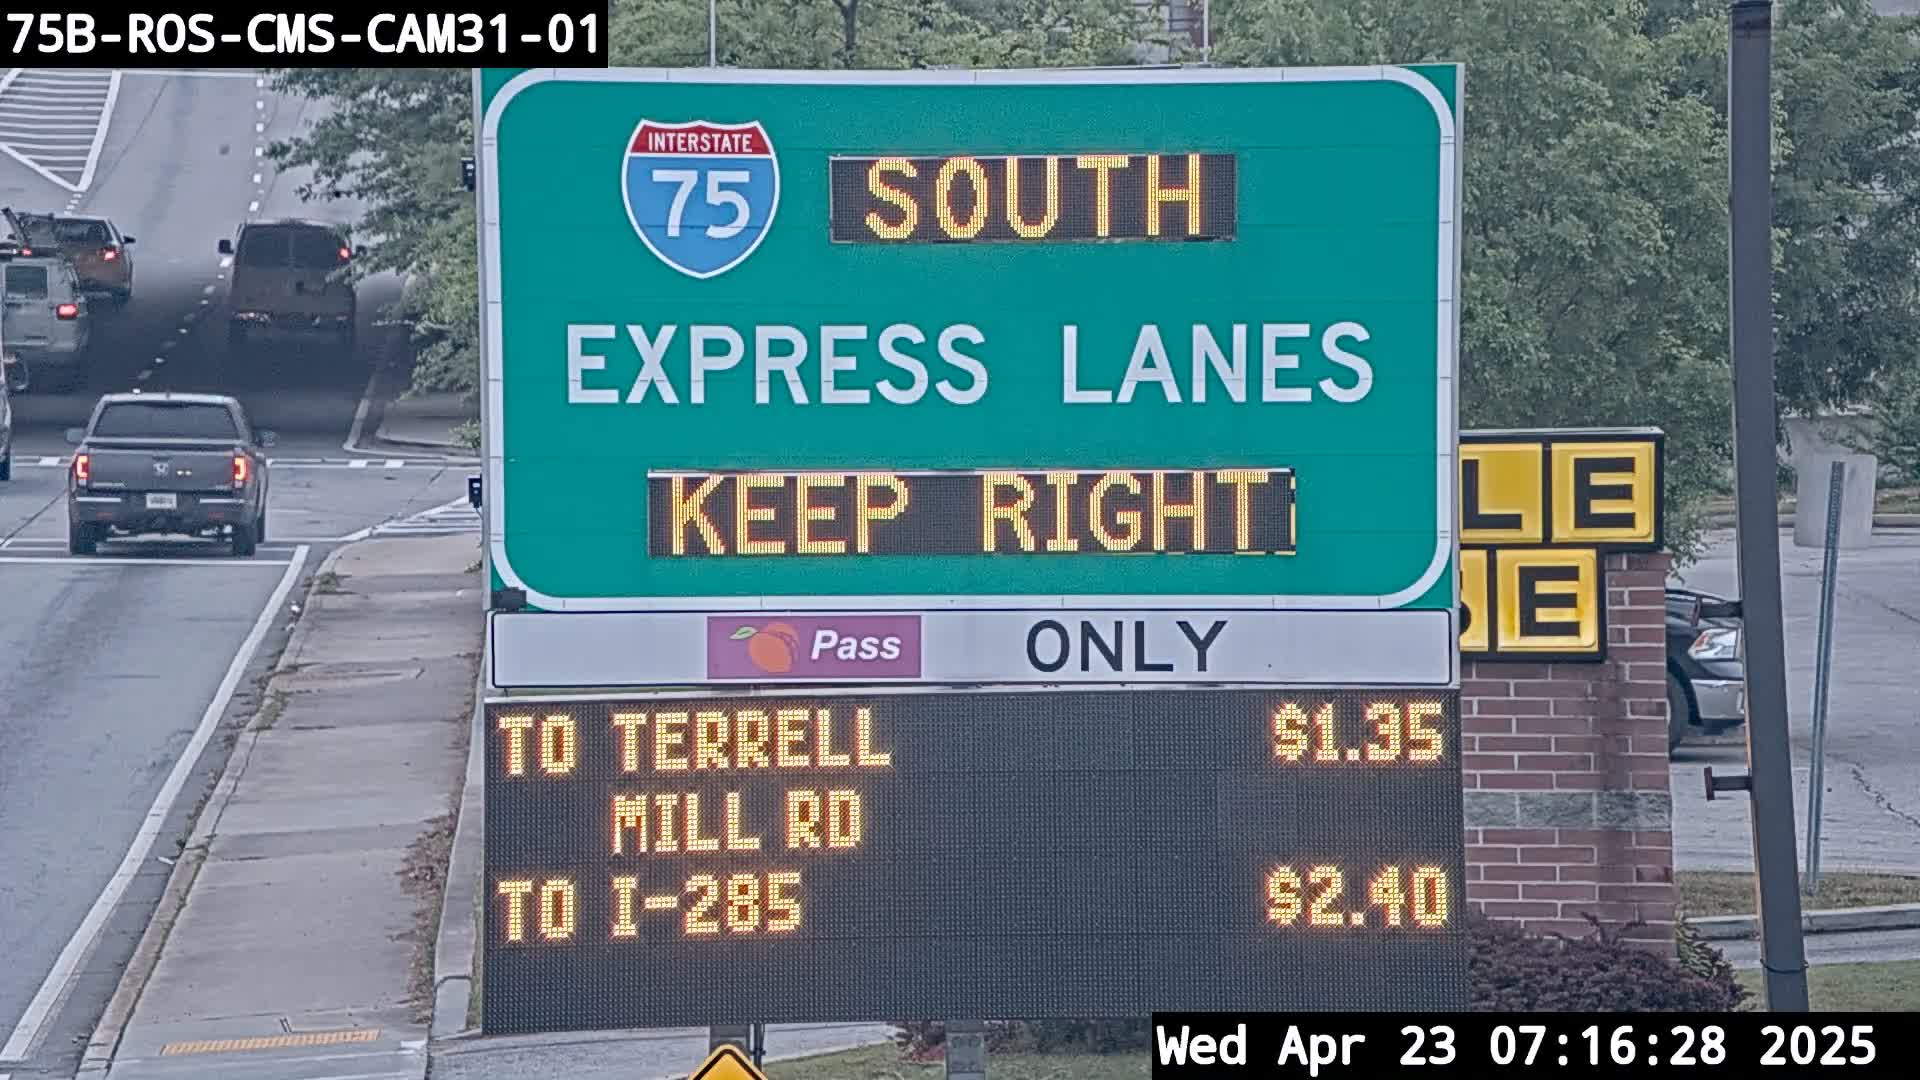 75B-ROS-CMS-CAM31-01
INTERSTATE
75
SOUTH
EXPRESS LANES
KEEP RIGHT
Pass ONLY
TO TERRELL $1.35
MILL RD
TO I-285 $2.40
LE
E
Wed Apr 23 07:16:28 2025